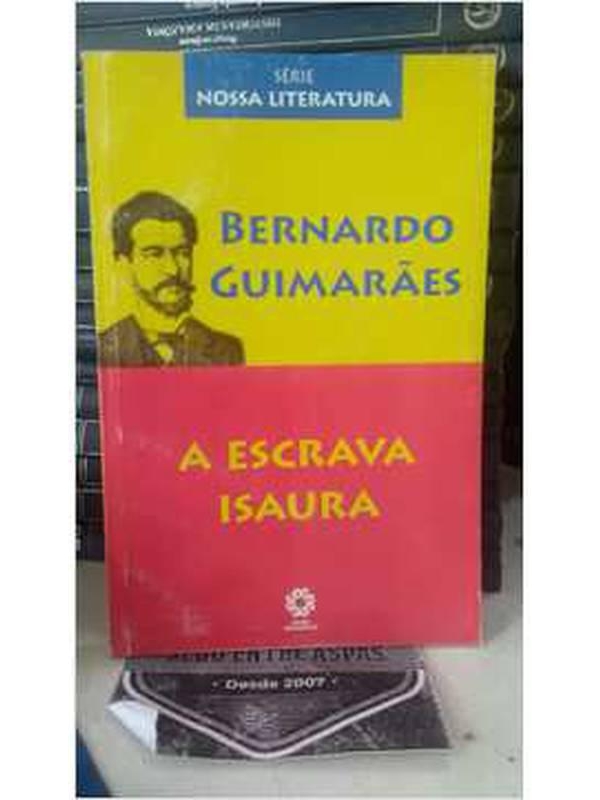 SÉRIE
NOSSA LITERATURA
BERNARDO
GUIMARÃES
A ESCRAVA
ISAURA
• Desde 2007 •